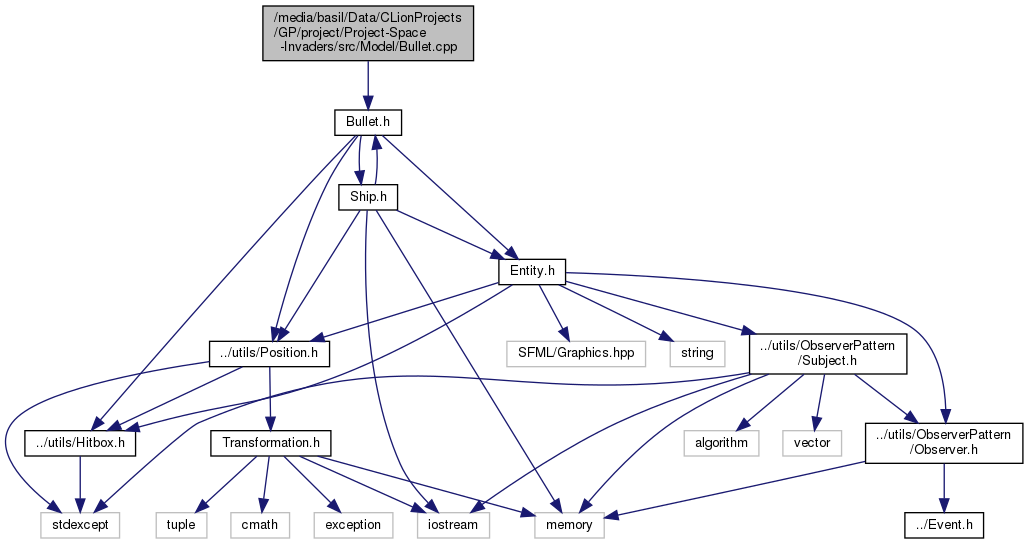 /media/basil/Data/CLionProjects
/GP/project/Project-Space
-Invaders/src/Model/Bullet.cpp
Bullet.h
Ship.h
Entity.h
../utils/Position.h
SFML/Graphics.hpp
string
../utils/ObserverPattern
/Subject.h
../utils/Hitbox.h
Transformation.h
algorithm
vector
../utils/ObserverPattern
/Observer.h
stdexcept
tuple
cmath
exception
iostream
memory
../Event.h